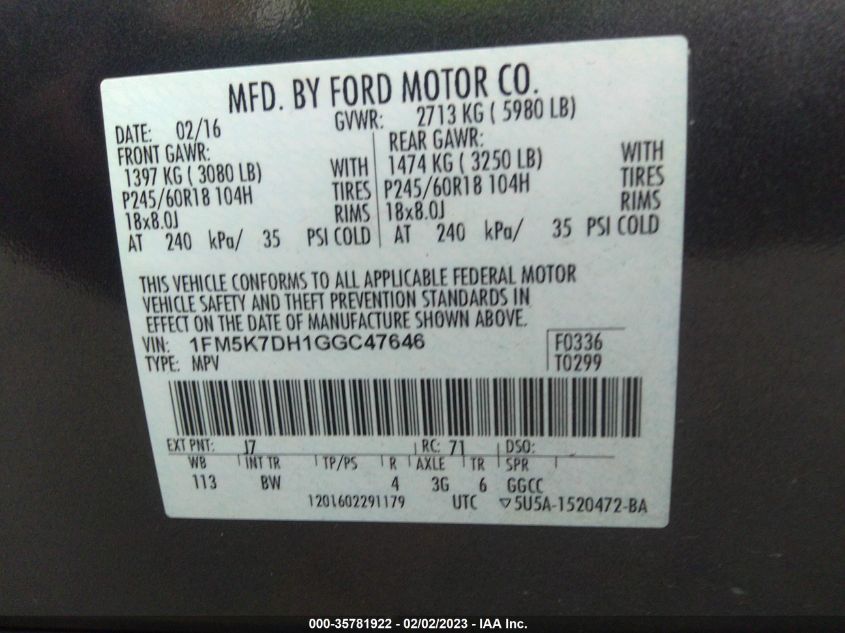 MFD. BY FORD MOTOR CO.
DATE: 02/16 GVWR: 2713 KG ( 5980 LB)
FRONT GAWR: REAR GAWR:
1397 KG ( 3080 LB) WITH 1474 KG ( 3250 LB) WITH
P245/60R18 104H TIRES P245/60R18 104H TIRES
18x8.0J RIMS 18x8.0J RIMS
AT 240 kPa/ 35 PSI COLD AT 240 kPa/ 35 PSI COLD
THIS VEHICLE CONFORMS TO ALL APPLICABLE FEDERAL MOTOR
VEHICLE SAFETY AND THEFT PREVENTION STANDARDS IN
EFFECT ON THE DATE OF MANUFACTURE SHOWN ABOVE.
VIN: 1FM5K7DH1GGC47646 F0336
TYPE: MPV T0299
EXT PNT: J7 RC: 71 DSO:
WB INT TR TP/PS R AXLE TR SPR
113 BW 4 3G 6 GGCC
1201602291179 UTC ▽5U5A-1520472-BA
000-35781922 - 02/02/2023 - IAA Inc.